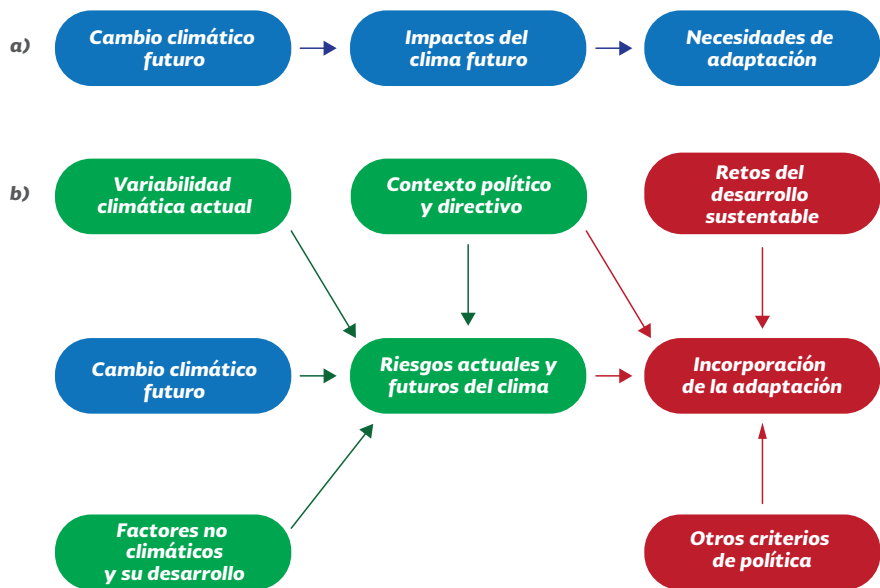 a)
Cambio climático
futuro
Impactos del
clima futuro
Necesidades de
adaptación
b)
Variabilidad
climática actual
Contexto político
y directivo
Retos del
desarrollo
sustentable
Cambio climático
futuro
Riesgos actuales y
futuros del clima
Incorporación
de la adaptación
Factores no
climáticos
y su desarrollo
Otros criterios
de política